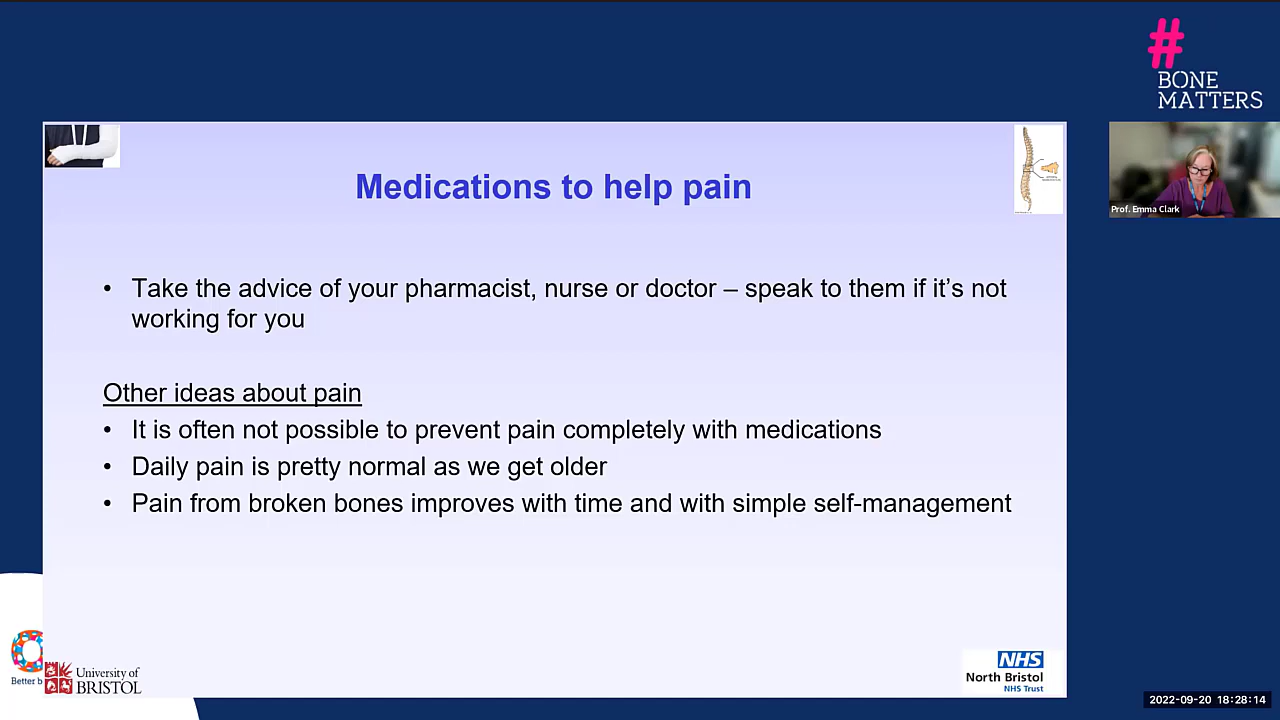 #
BONE
MATTERS
Medications to help pain
Prof. Emma Clark
• Take the advice of your pharmacist, nurse or doctor – speak to them if it’s not
working for you
Other ideas about pain
• It is often not possible to prevent pain completely with medications
• Daily pain is pretty normal as we get older
• Pain from broken bones improves with time and with simple self-management
Better b
University of
BRISTOL
NHS
North Bristol
NHS Trust
2022-09-20 18:28:14